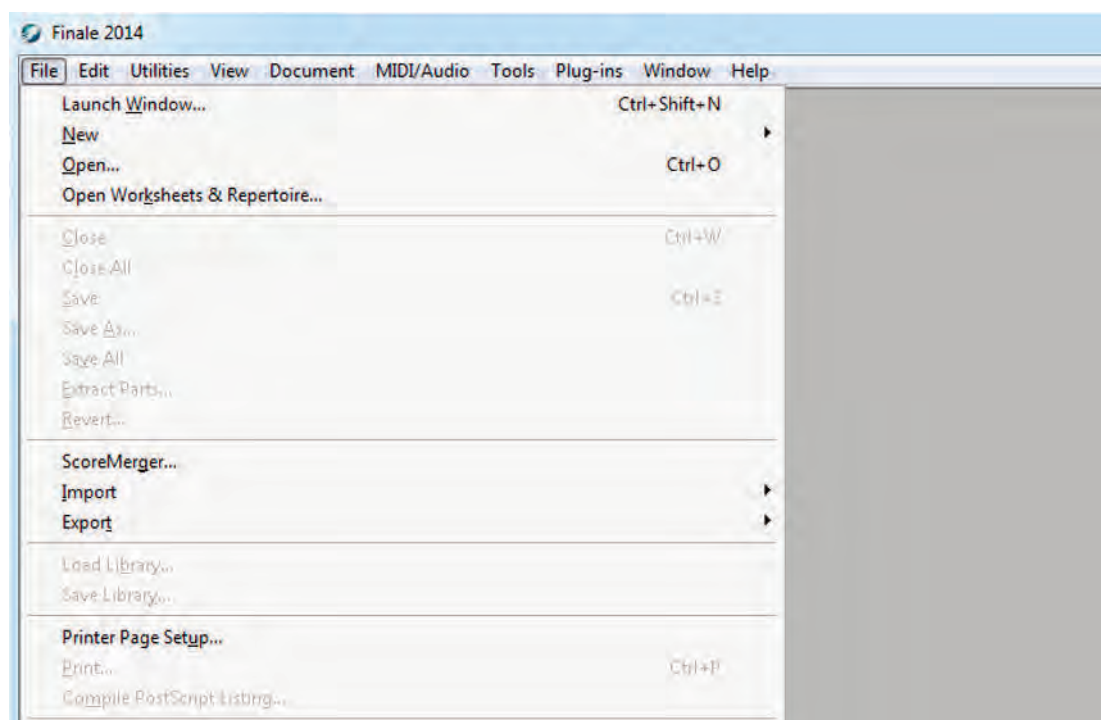 Finale 2014
File Edit Utilities View Document MIDI/Audio Tools Plug-ins Window Help
Launch Window... Ctrl+Shift+N
New
Open... Ctrl+O
Open Worksheets & Repertoire...
Close Ctrl+W
Close All
Save Ctrl+S
Save As...
Save All
Extract Parts...
Revert...
ScoreMerger...
Import
Export
Load Library...
Save Library...
Printer Page Setup...
Print... Ctrl+P
Compile PostScript Listing...